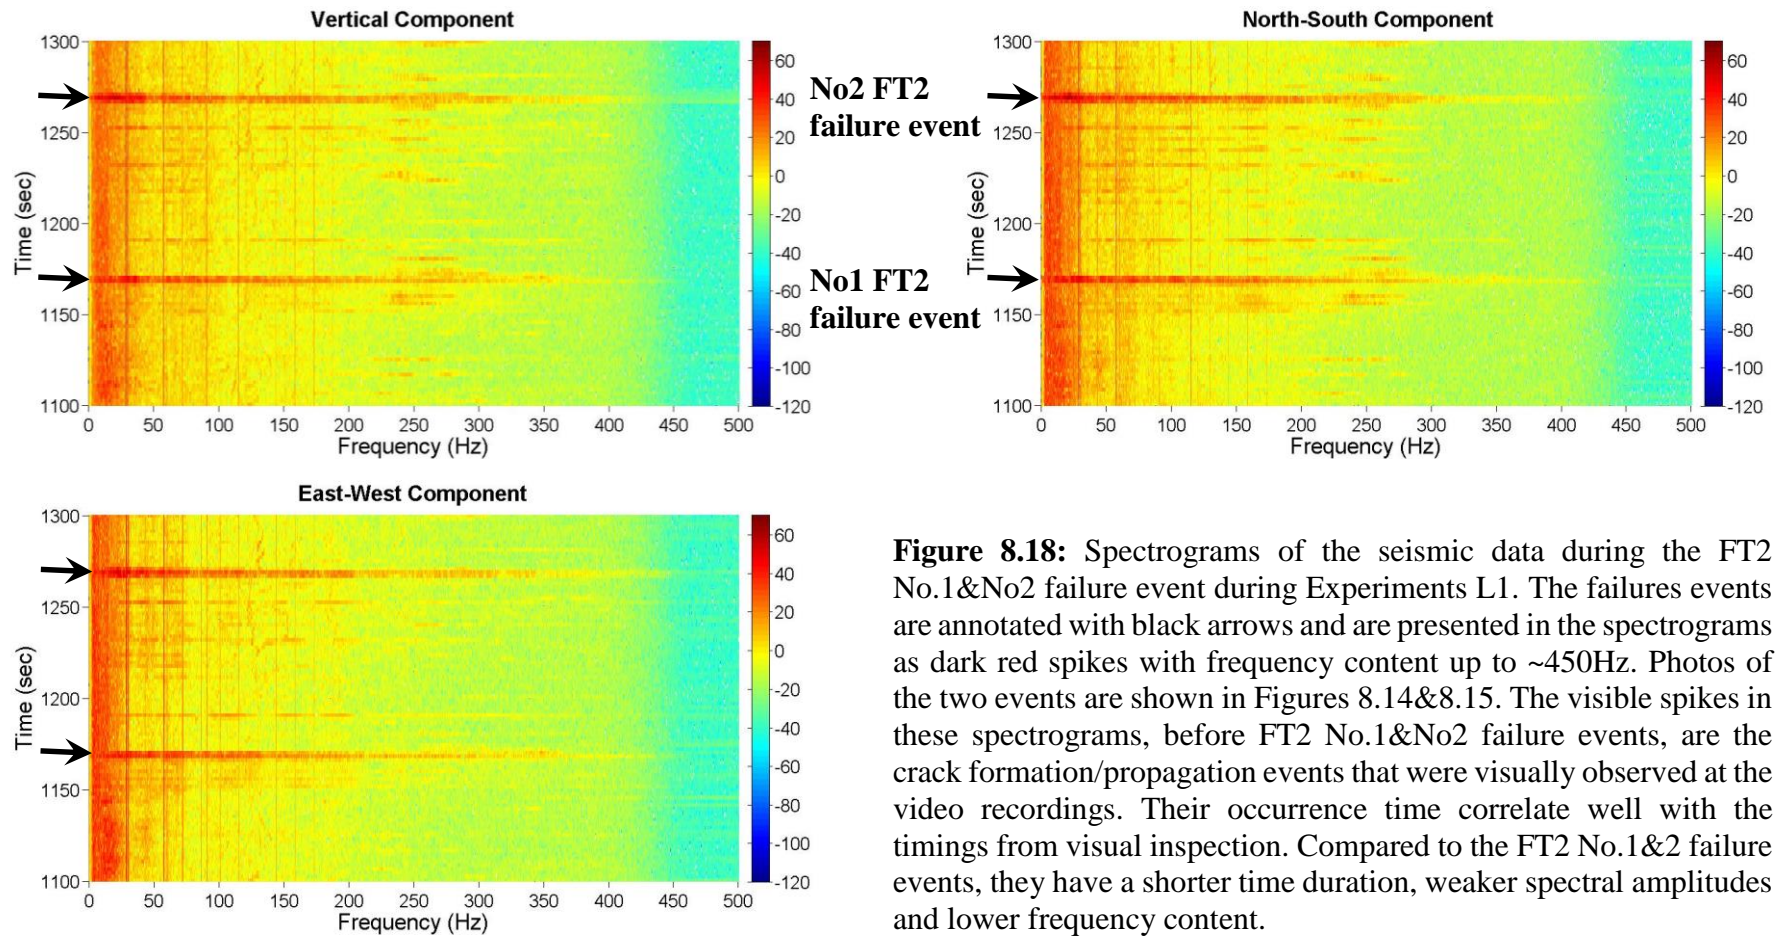 Vertical Component
1300
1250
1200
1150
1100
Time (sec)
0 50 100 150 200 250 300 350 400 450 500
Frequency (Hz)
60
40
20
0
-20
-40
-60
-80
-100
-120
No2 FT2
failure event
No1 FT2
failure event
North-South Component
1300
1250
1200
1150
1100
Time (sec)
0 50 100 150 200 250 300 350 400 450 500
Frequency (Hz)
60
40
20
0
-20
-40
-60
-80
-100
-120
East-West Component
1300
1250
1200
1150
1100
Time (sec)
0 50 100 150 200 250 300 350 400 450 500
Frequency (Hz)
60
40
20
0
-20
-40
-60
-80
-100
-120
Figure 8.18: Spectrograms of the seismic data during the FT2
No.1&No2 failure event during Experiments L1. The failures events
are annotated with black arrows and are presented in the spectrograms
as dark red spikes with frequency content up to ~450Hz. Photos of
the two events are shown in Figures 8.14&8.15. The visible spikes in
these spectrograms, before FT2 No.1&No2 failure events, are the
crack formation/propagation events that were visually observed at the
video recordings. Their occurrence time correlate well with the
timings from visual inspection. Compared to the FT2 No.1&2 failure
events, they have a shorter time duration, weaker spectral amplitudes
and lower frequency content.